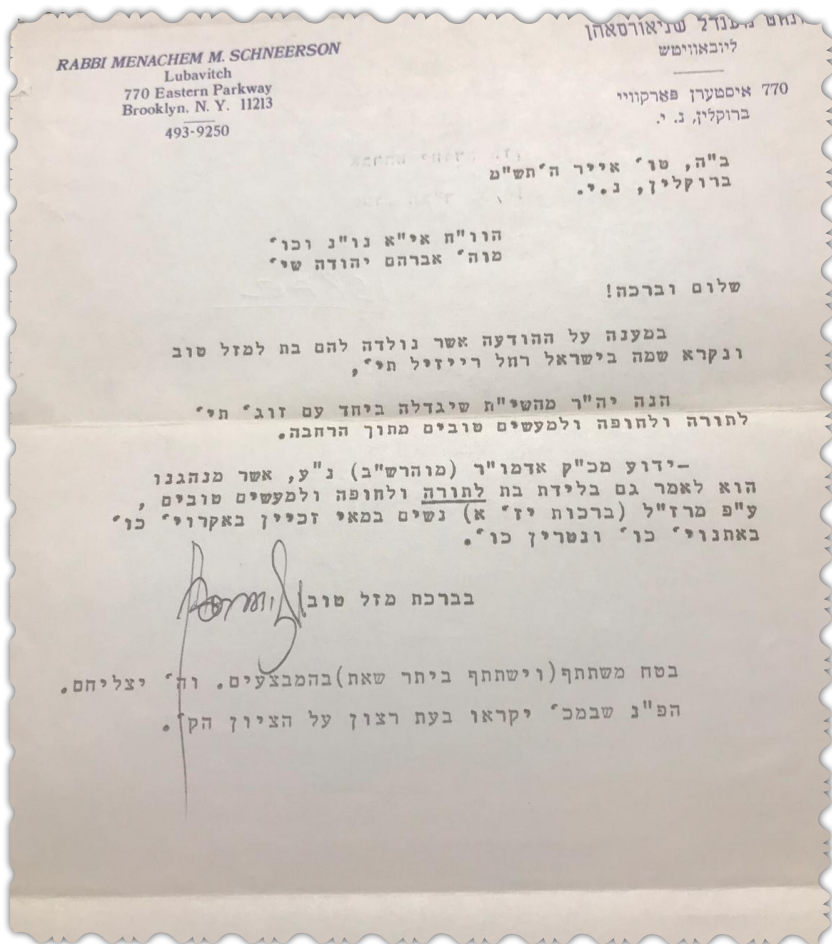 RABBI MENACHEM M. SCHNEERSON
Lubavitch
770 Eastern Parkway
Brooklyn, N. Y. 11213
493-9250
מענדל שניאורסאהן
ליובאוויטש
770 איסטערן פארקוויי
ברוקלין, נ. י.
ב"ה, טו' אייר ה'תש"מ
ברוקלין, נ.י.
הוו"ח אי"א נו"נ וכו'
מוה' אברהם יהודה שי'
שלום וברכה!
במענה על ההודעה אשר נולדה להם בת למזל טוב
ונקרא שמה בישראל רחל רייזיל תי',
הנה יה"ר מהשי"ת שיגדלה ביחד עם זוג' תי'
לתורה ולחופה ולמעשים טובים מתוך הרחבה.
-ידוע מכ"ק אדמו"ר (מוהרש"ב) נ"ע, אשר מנהגנו
הוא לאמר גם בלידת בת לתורה ולחופה ולמעשים טובים,
ע"פ מרז"ל (ברכות יז' א) נשים במאי זכיין באקרויי' כו'
באתנויי' כו' ונטרין כו'.
בברכת מזל טוב
בטח משתתף(וישתתף ביתר שאת)בהמבצעים. וה' יצליחם.
הפ"נ שבמכ' יקראו בעת רצון על הציון הק'.